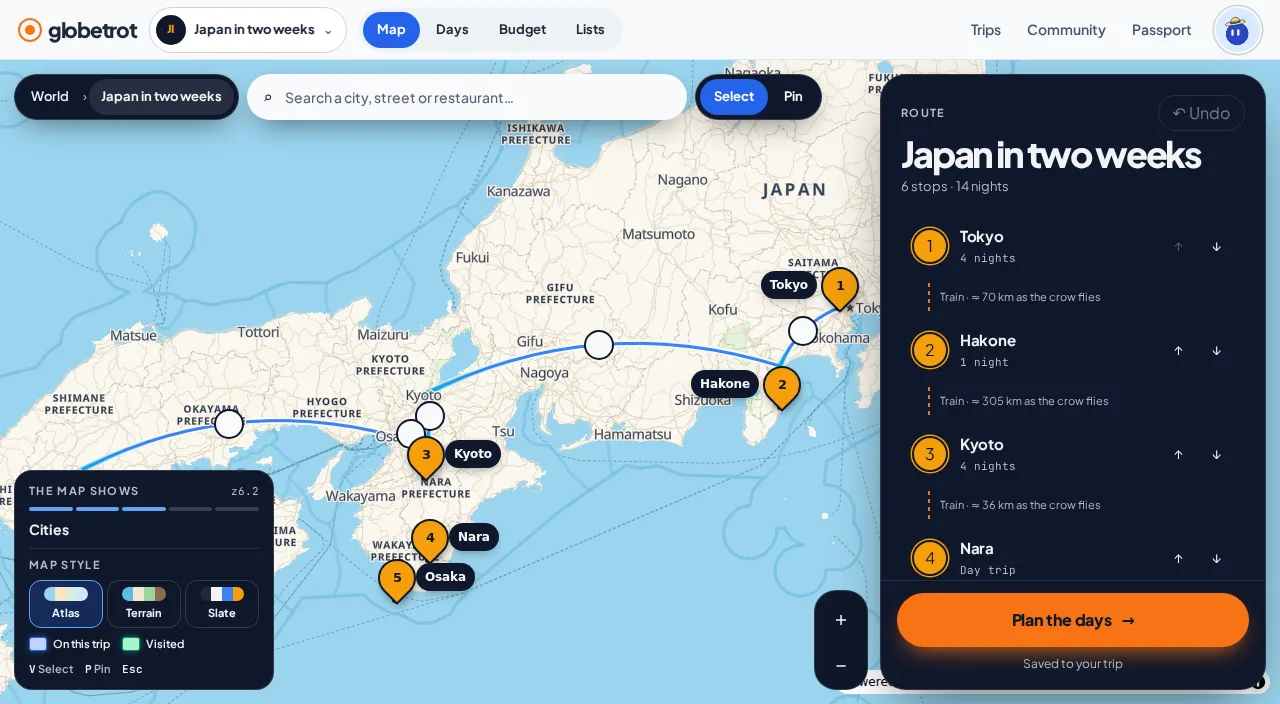 globetrot
JI
Japan in two weeks
Map
Days
Budget
Lists
Trips
Community
Passport
World
›
Japan in two weeks
Search a city, street or restaurant…
Select
Pin
Nagaoka
ISHIKAWA
PREFECTURE
Kanazawa
Nagano
JAPAN
Matsumoto
Fukui
SAITAMA
GIFU
PREFECTURE
Tokyo
1
Kofu
Matsue
Tottori
Maizuru
Gifu
KYOTO
PREFECTURE
Nagoya
Hakone
2
Shizuoka
SHIMANE
PREFECTURE
HYOGO
PREFECTURE
Kyoto
OKAYAMA
Tsu
Hamamatsu
3
Kyoto
NARA
PREFECTURE
Wakayama
4
Nara
5
Osaka
THE MAP SHOWS
z6.2
Cities
MAP STYLE
Atlas
Terrain
Slate
On this trip
Visited
V Select
P Pin
Esc
+
−
ROUTE
↶ Undo
Japan in two weeks
6 stops · 14 nights
1
Tokyo
4 nights
↑ ↓
Train · ≈ 70 km as the crow flies
2
Hakone
1 night
↑ ↓
Train · ≈ 305 km as the crow flies
3
Kyoto
4 nights
↑ ↓
Train · ≈ 36 km as the crow flies
4
Nara
Day trip
↑ ↓
Plan the days →
Saved to your trip